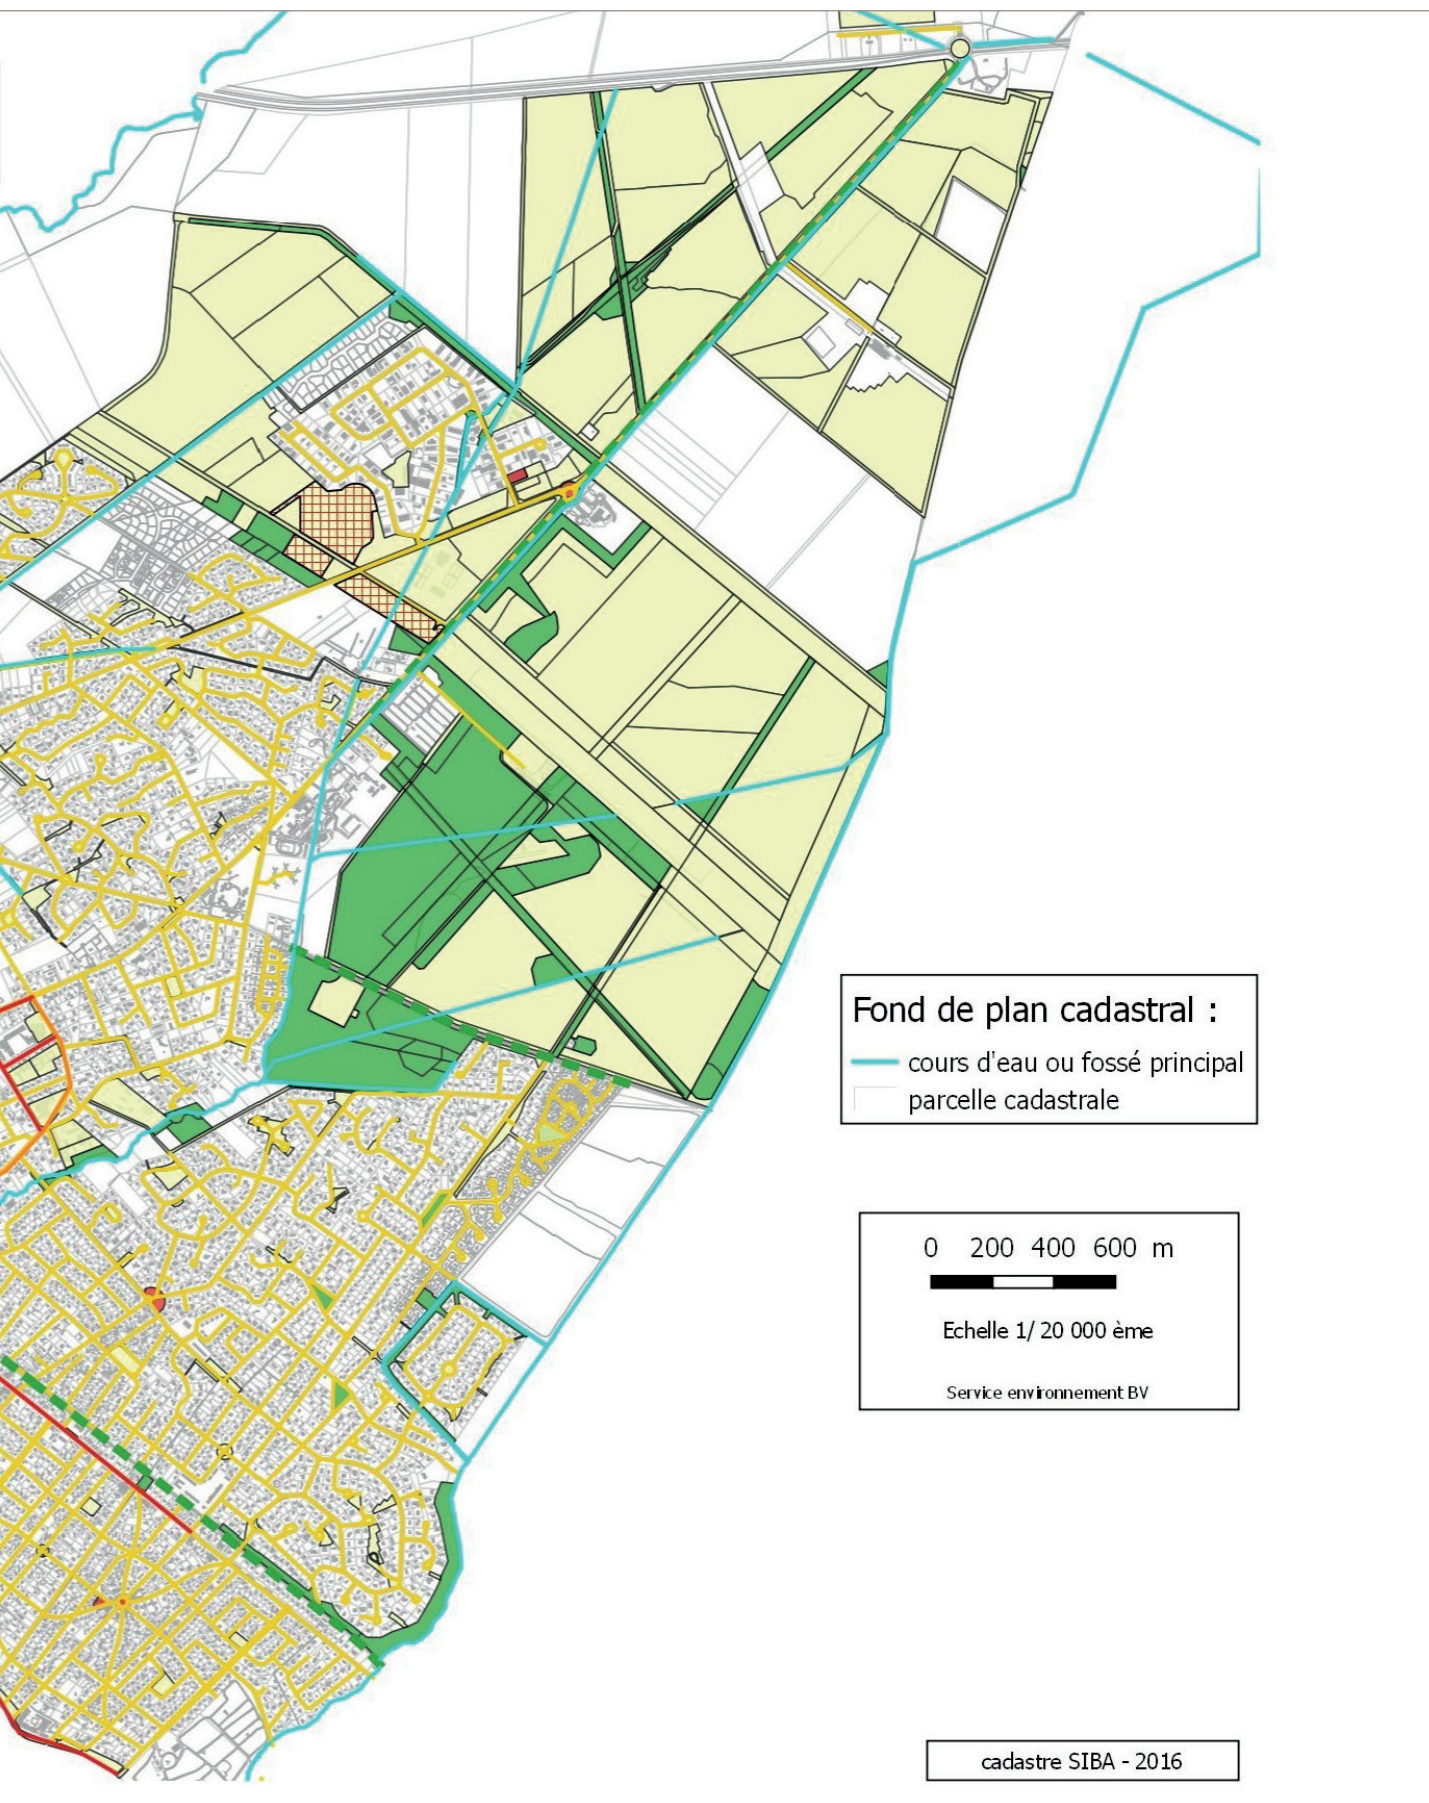 Fond de plan cadastral :
cours d'eau ou fossé principal
parcelle cadastrale
0 200 400 600 m
Echelle 1/ 20 000 ème
Service environnement BV
cadastre SIBA - 2016